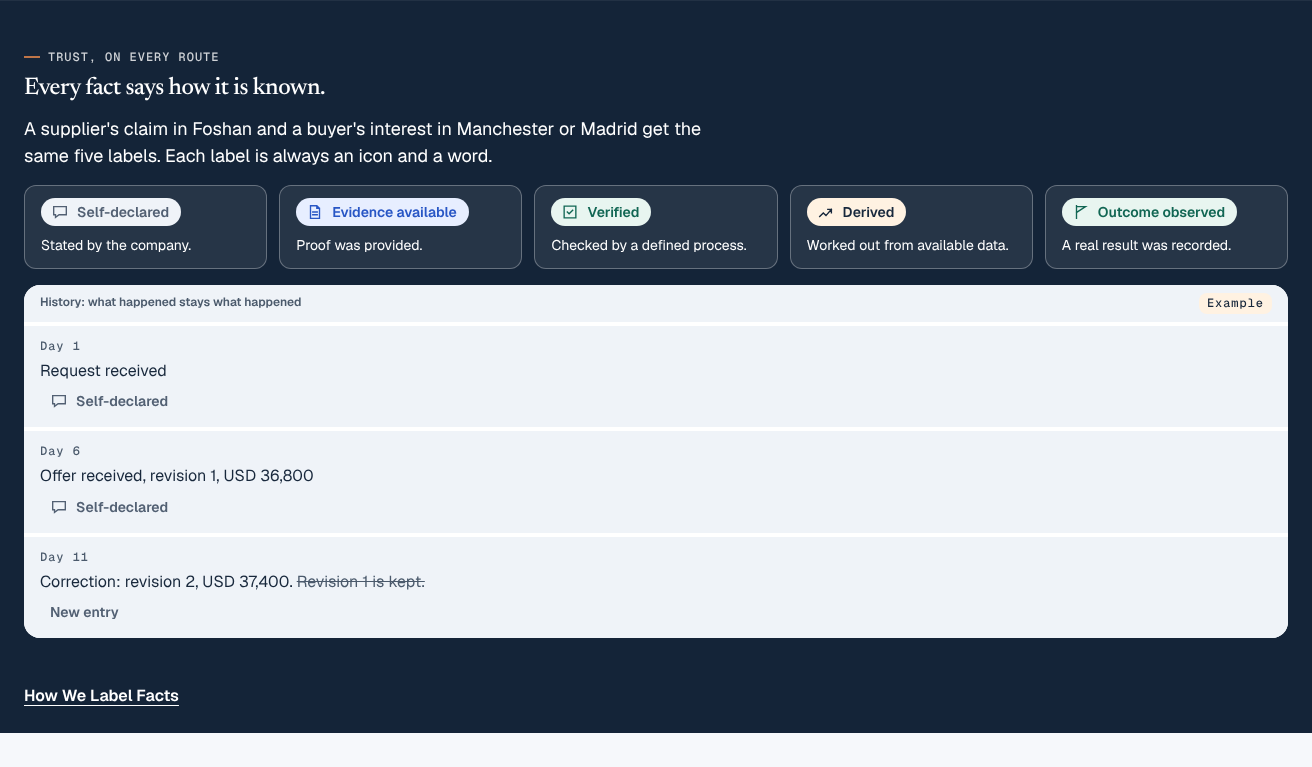 TRUST, ON EVERY ROUTE
Every fact says how it is known.
A supplier's claim in Foshan and a buyer's interest in Manchester or Madrid get the
same five labels. Each label is always an icon and a word.
Self-declared
Stated by the company.
Evidence available
Proof was provided.
Verified
Checked by a defined process.
Derived
Worked out from available data.
Outcome observed
A real result was recorded.
History: what happened stays what happened
Example
Day 1
Request received
Self-declared
Day 6
Offer received, revision 1, USD 36,800
Self-declared
Day 11
Correction: revision 2, USD 37,400. Revision 1 is kept.
New entry
How We Label Facts